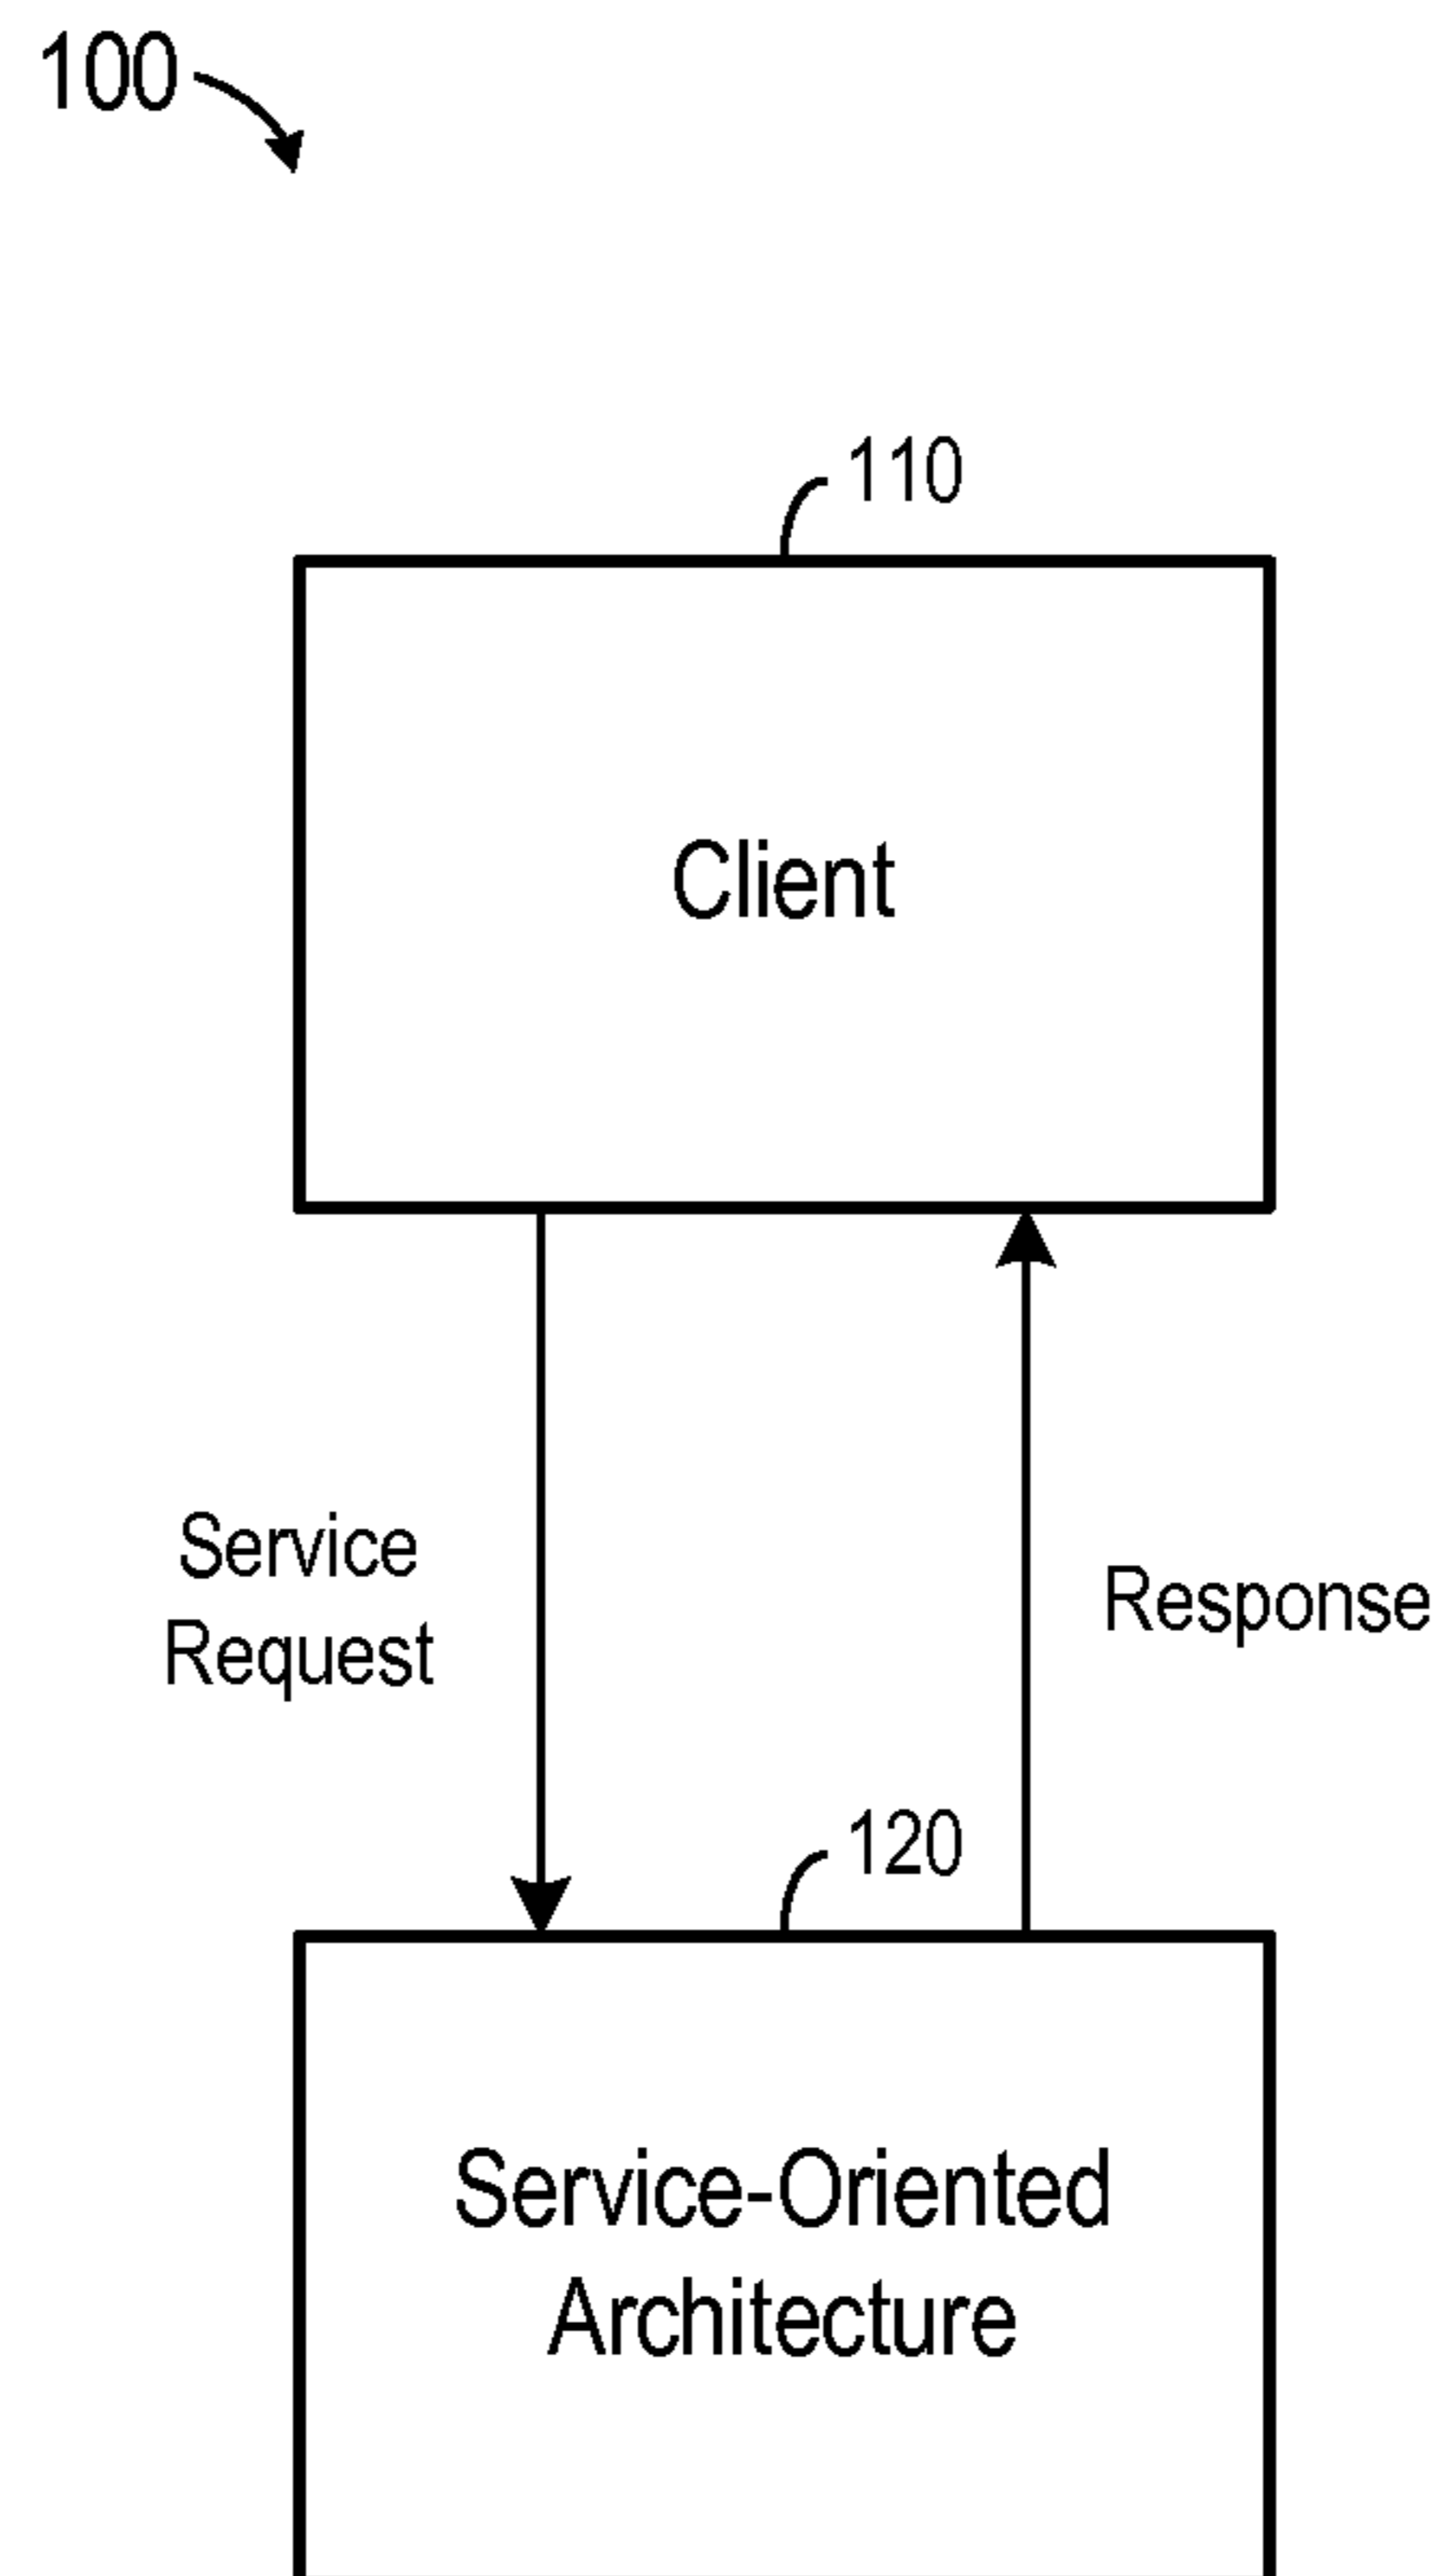 100
110
Client
Service
Request
Response
120
Service-Oriented
Architecture